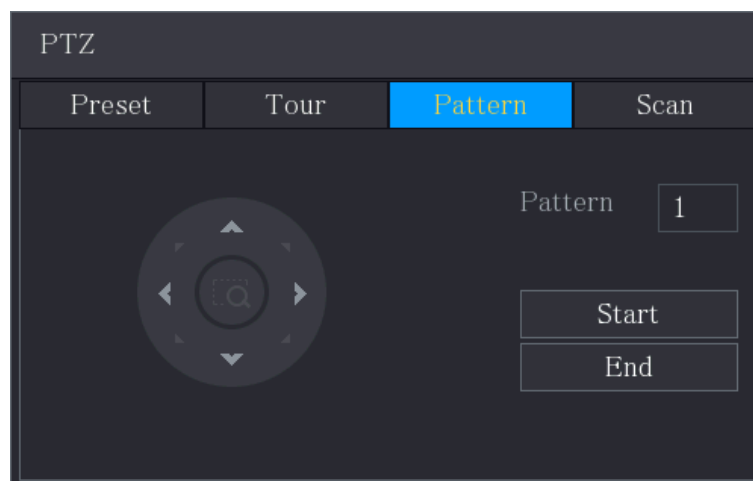 PTZ
Preset Tour Pattern Scan
Pattern 1
Start
End